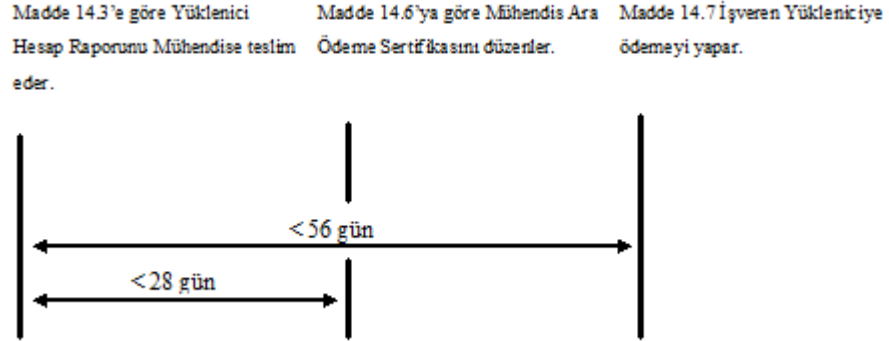 Madde 14.3’e göre Yüklenici
Hesap Raporunu Mühendise teslim
eder.
Madde 14.6’ya göre Mühendis Ara
Ödeme Sertifikasını düzenler.
Madde 14.7 İşveren Yükleniciye
ödemeyi yapar.
<56 gün
<28 gün